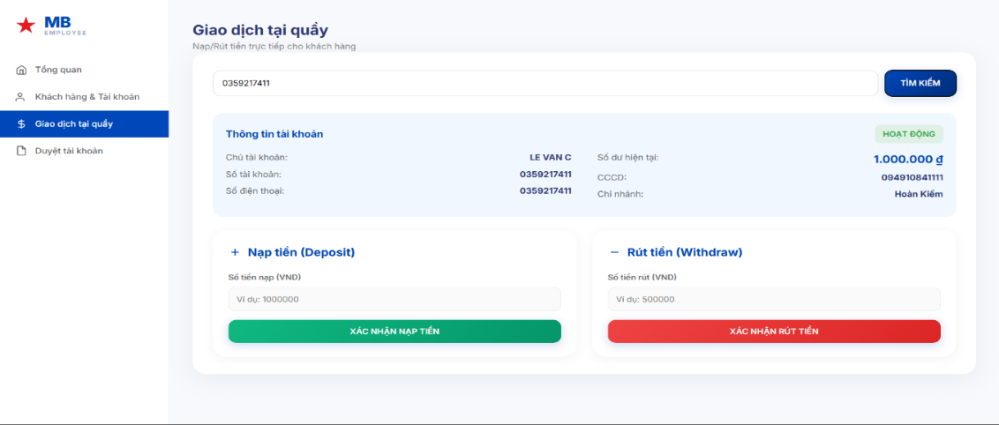 MB
EMPLOYEE
Tổng quan
Khách hàng & Tài khoản
Giao dịch tại quầy
Duyệt tài khoản
Giao dịch tại quầy
Nạp/Rút tiền trực tiếp cho khách hàng
0359217411
TÌM KIẾM
Thông tin tài khoản
HOẠT ĐỘNG
Chủ tài khoản: LE VAN C
Số tài khoản: 0359217411
Số điện thoại: 0359217411
Số dư hiện tại: 1.000.000 ₫
CCCD: 094910841111
Chi nhánh: Hoàn Kiếm
+ Nạp tiền (Deposit)
Số tiền nạp (VND)
Ví dụ: 1000000
XÁC NHẬN NẠP TIỀN
− Rút tiền (Withdraw)
Số tiền rút (VND)
Ví dụ: 500000
XÁC NHẬN RÚT TIỀN